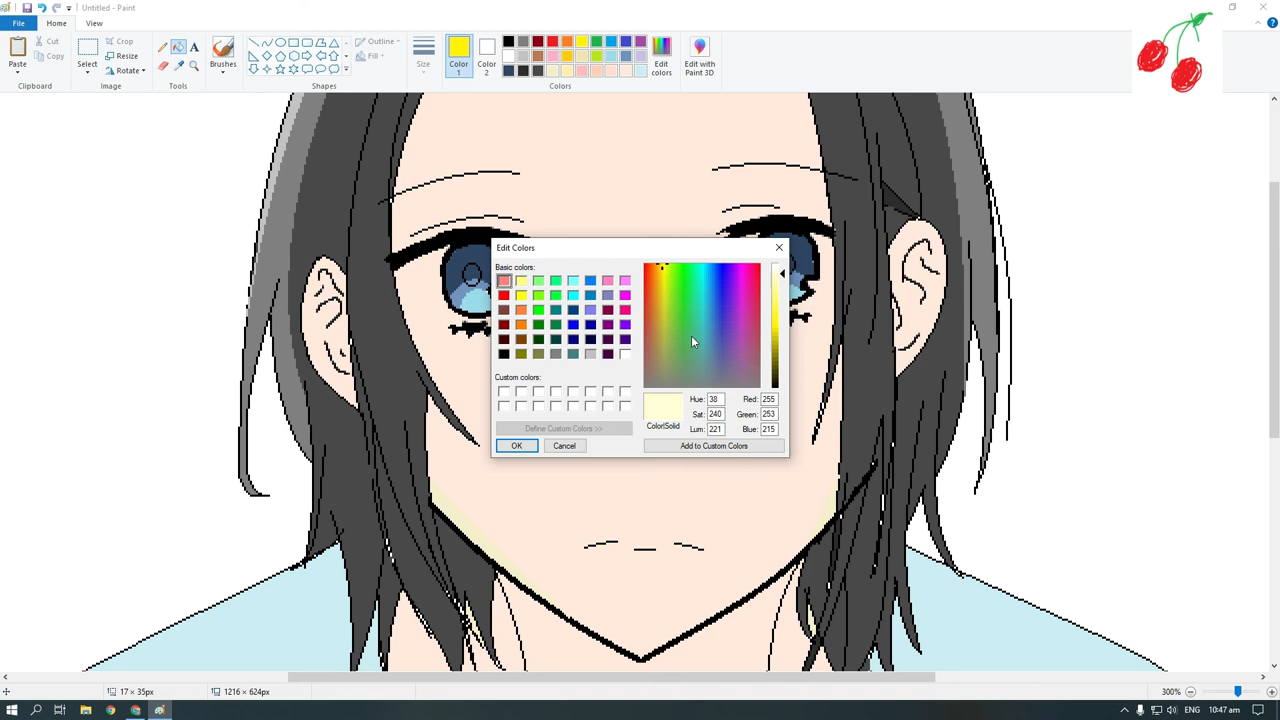 Untitled - Paint
File Home View
Paste
Cut
Copy
Clipboard
Select
Crop
Resize
Rotate
Image
Tools
Brushes
Shapes
Outline
Fill
Size
Color 1
Color 2
Colors
Edit colors
Edit with Paint 3D
Edit Colors
Basic colors:
Custom colors:
Define Custom Colors >>
OK Cancel
Color|Solid
Hue: 38 Red: 255
Sat: 240 Green: 253
Lum: 221 Blue: 215
Add to Custom Colors
17 × 35px 1216 × 624px 300%
ENG 10:47 am